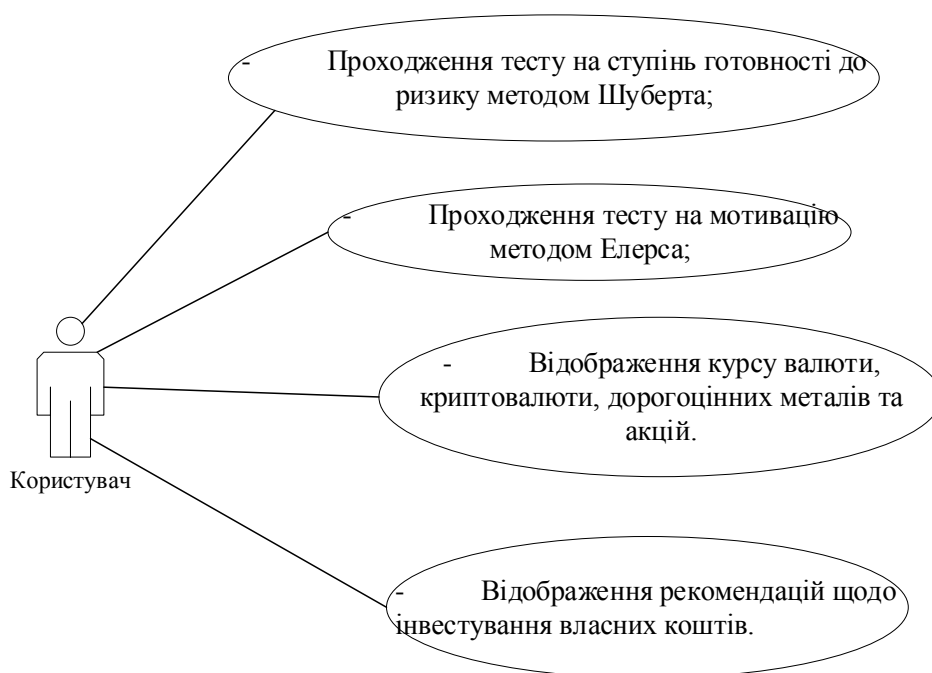 - Проходження тесту на ступінь готовності до
ризику методом Шуберта;
- Проходження тесту на мотивацію
методом Елерса;
- Відображення курсу валюти,
криптовалюти, дорогоцінних металів та
акцій.
Користувач
- Відображення рекомендацій щодо
інвестування власних коштів.